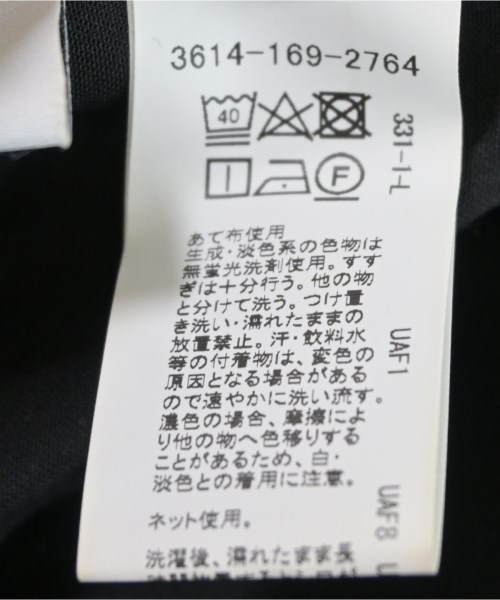 3614-169-2764
40
F
331-1-L
あて布使用
生成・淡色系の色物は
無蛍光洗剤使用。すす
ぎは十分行う。他の物
と分けて洗う。つけ置
き洗い・濡れたままの
放置禁止。汗・飲料水
等の付着物は、変色の
原因となる場合がある
ので速やかに洗い流す。
濃色の場合、摩擦によ
り他の物へ色移りする
ことがあるため、白・
淡色との着用に注意。
ネット使用。
洗濯後、濡れたまま長
UAF1
UAF8